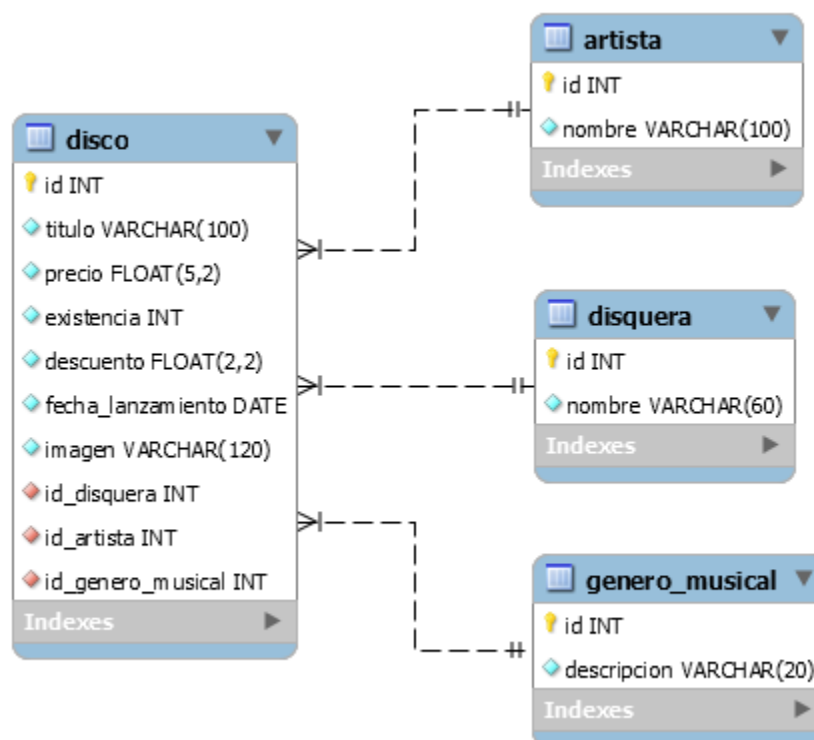 disco
id INT
titulo VARCHAR(100)
precio FLOAT(5,2)
existencia INT
descuento FLOAT(2,2)
fecha_lanzamiento DATE
imagen VARCHAR(120)
id_disquera INT
id_artista INT
id_genero_musical INT
Indexes
artista
id INT
nombre VARCHAR(100)
Indexes
disquera
id INT
nombre VARCHAR(60)
Indexes
genero_musical
id INT
descripcion VARCHAR(20)
Indexes